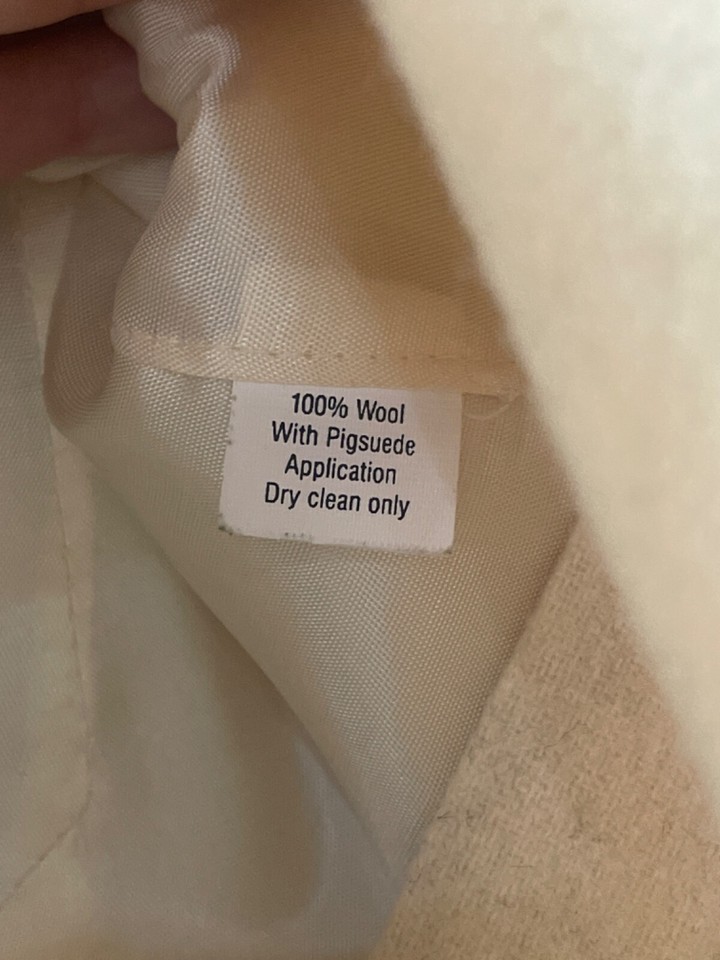 100% Wool
With Pigsuede
Application
Dry clean only